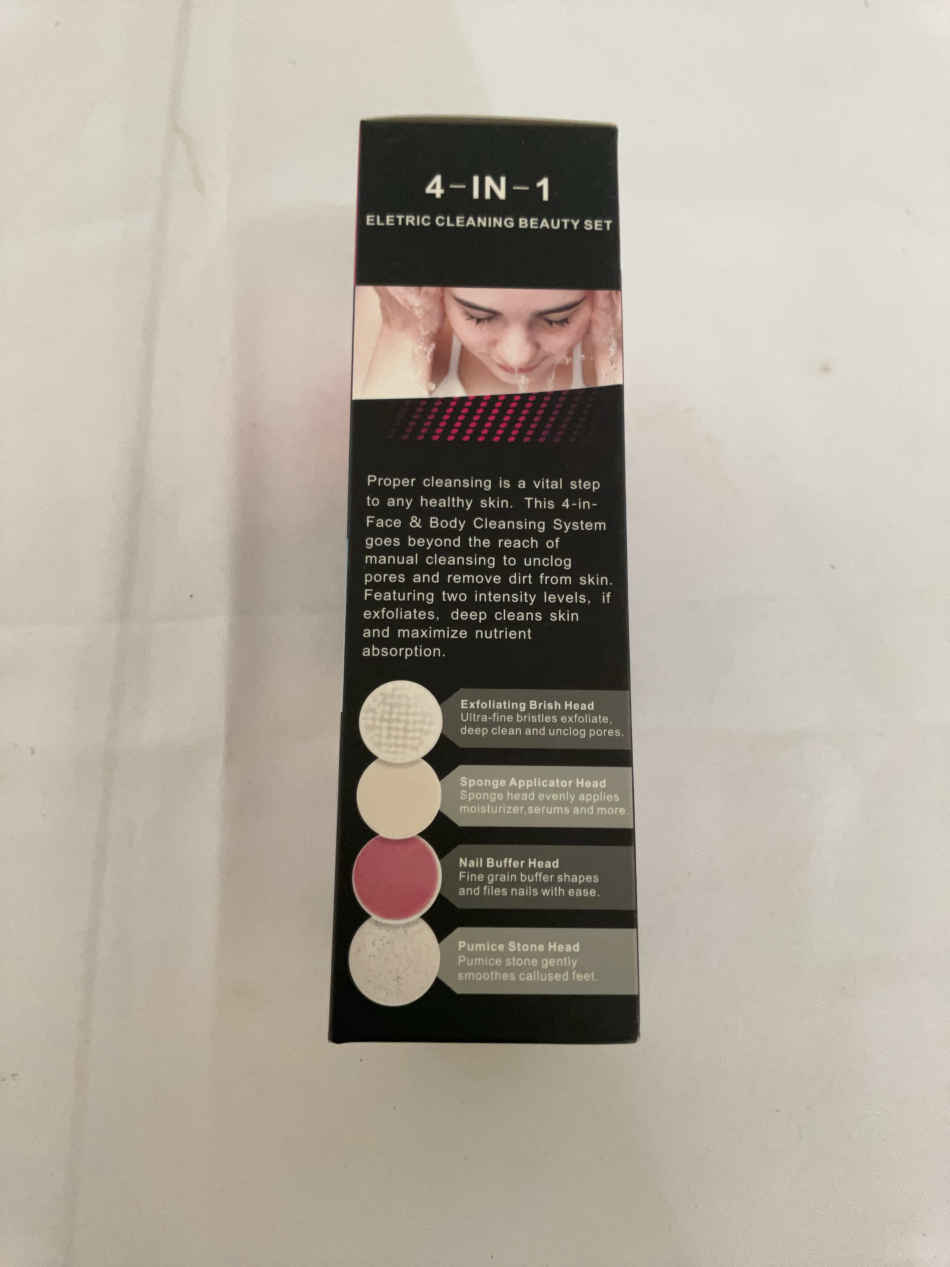 4-IN-1
ELETRIC CLEANING BEAUTY SET
Proper cleansing is a vital step
to any healthy skin. This 4-in-
Face & Body Cleansing System
goes beyond the reach of
manual cleansing to unclog
pores and remove dirt from skin.
Featuring two intensity levels, if
exfoliates, deep cleans skin
and maximize nutrient
absorption.
Exfoliating Brish Head
Ultra-fine bristles exfoliate,
deep clean and unclog pores.
Sponge Applicator Head
Sponge head evenly applies
moisturizer,serums and more.
Nail Buffer Head
Fine grain buffer shapes
and files nails with ease.
Pumice Stone Head
Pumice stone gently
smoothes callused feet.